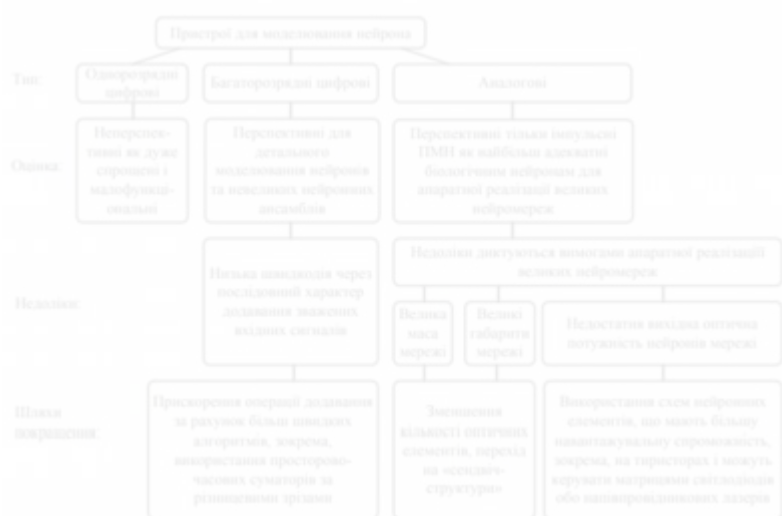 Пристрої для моделювання нейрона
Тип:
Однорозрядні
цифрові
Багаторозрядні цифрові
Аналогові
Оцінка:
Неперспек-
тивні як дуже
спрощені і
малофункці-
ональні
Перспективні для
детального
моделювання нейронів
та невеликих нейронних
ансамблів
Перспективні тільки імпульсні
ПМН як найбільш адекватні
біологічним нейронам для
апаратної реалізації великих
нейромереж
Недоліки диктуються вимогами апаратної реалізації
великих нейромереж
Недоліки:
Низька швидкодія через
послідовний характер
додавання зважених
вхідних сигналів
Велика
маса
мережі
Великі
габарити
мережі
Недостатня вихідна оптична
потужність нейронів мережі
Шляхи
покращення:
Прискорення операції додавання
за рахунок більш швидких
алгоритмів, зокрема,
використання просторово-
часових суматорів за
різницевими зрізами
Зменшення
кількості оптичних
елементів, перехід
на «сендвіч-
структури»
Використання схем нейронних
елементів, що мають більшу
навантажувальну спроможність,
зокрема, на тиристорах і можуть
керувати матрицями світлодіодів
або напівпровідникових лазерів